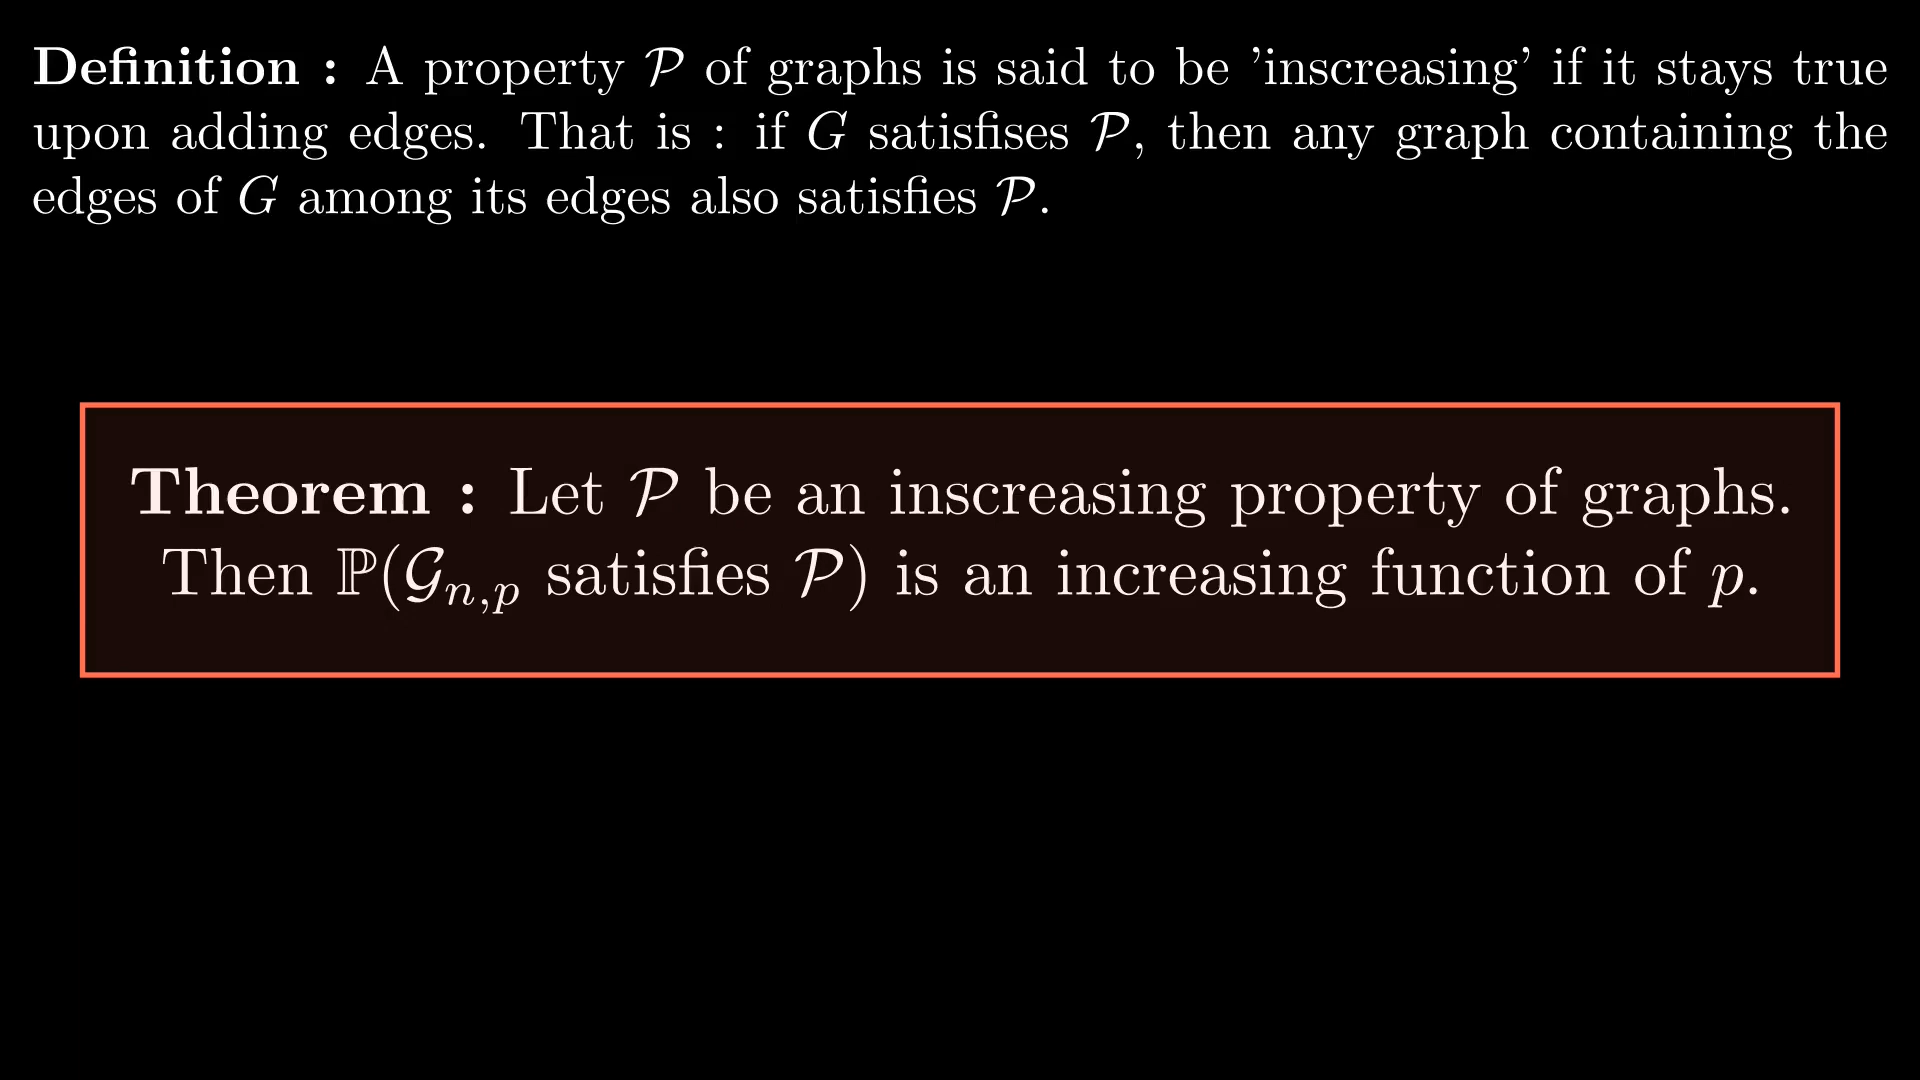 Definition : A property 𝒫 of graphs is said to be 'inscreasing' if it stays true
upon adding edges. That is : if G satisfises 𝒫, then any graph containing the
edges of G among its edges also satisfies 𝒫.
Theorem : Let 𝒫 be an inscreasing property of graphs.
Then ℙ(𝒢ₙ,ₚ satisfies 𝒫) is an increasing function of p.